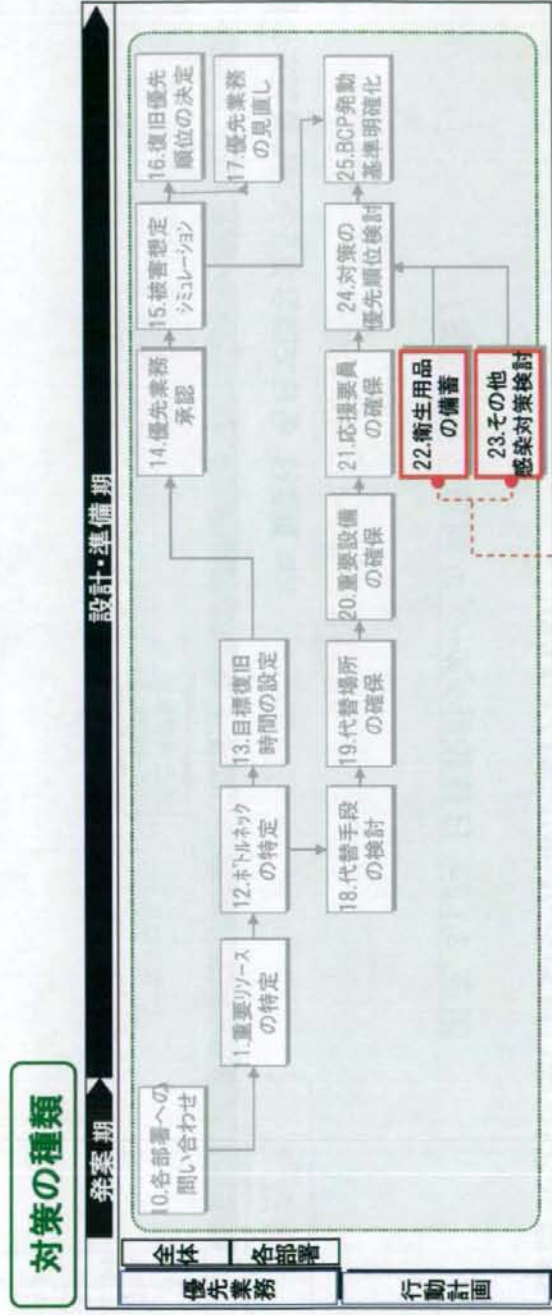 対策の種類
発案期
設計・準備期
優先業務
全体
各部署
行動計画
10.各部署への
問い合わせ
11.重要リソース
の特定
12.ボトルネック
の特定
13.目標復旧
時間の設定
14.優先業務
承認
15.被害想定
シミュレーション
16.復旧優先
順位の決定
17.優先業務
の見直し
18.代替手段
の検討
19.代替場所
の確保
20.重要設備
の確保
21.応援要員
の確保
22.衛生用品
の備蓄
23.その他
感染対策検討
24.対策の
優先順位検討
25.BCP発動
基準明確化